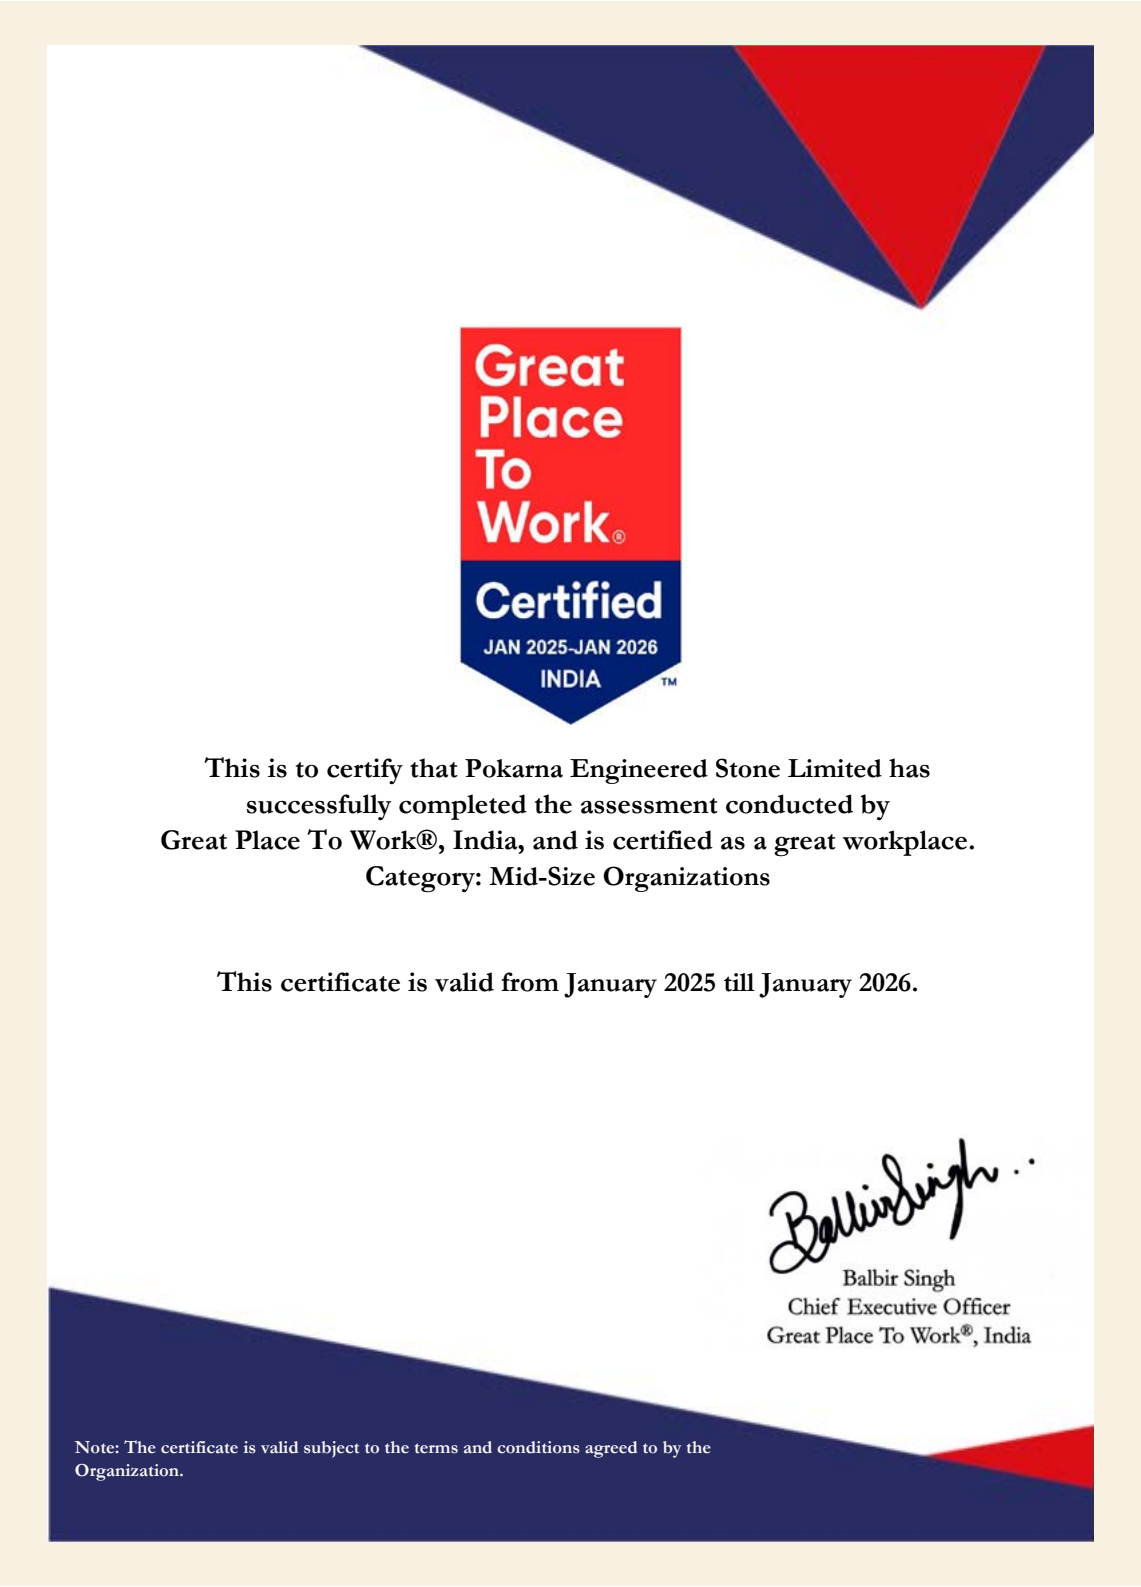 Great
Place
To
Work®
Certified
JAN 2025-JAN 2026
INDIA
TM
This is to certify that Pokarna Engineered Stone Limited has
successfully completed the assessment conducted by
Great Place To Work®, India, and is certified as a great workplace.
Category: Mid-Size Organizations
This certificate is valid from January 2025 till January 2026.
Balbir Singh
Balbir Singh
Chief Executive Officer
Great Place To Work®, India
Note: The certificate is valid subject to the terms and conditions agreed to by the
Organization.